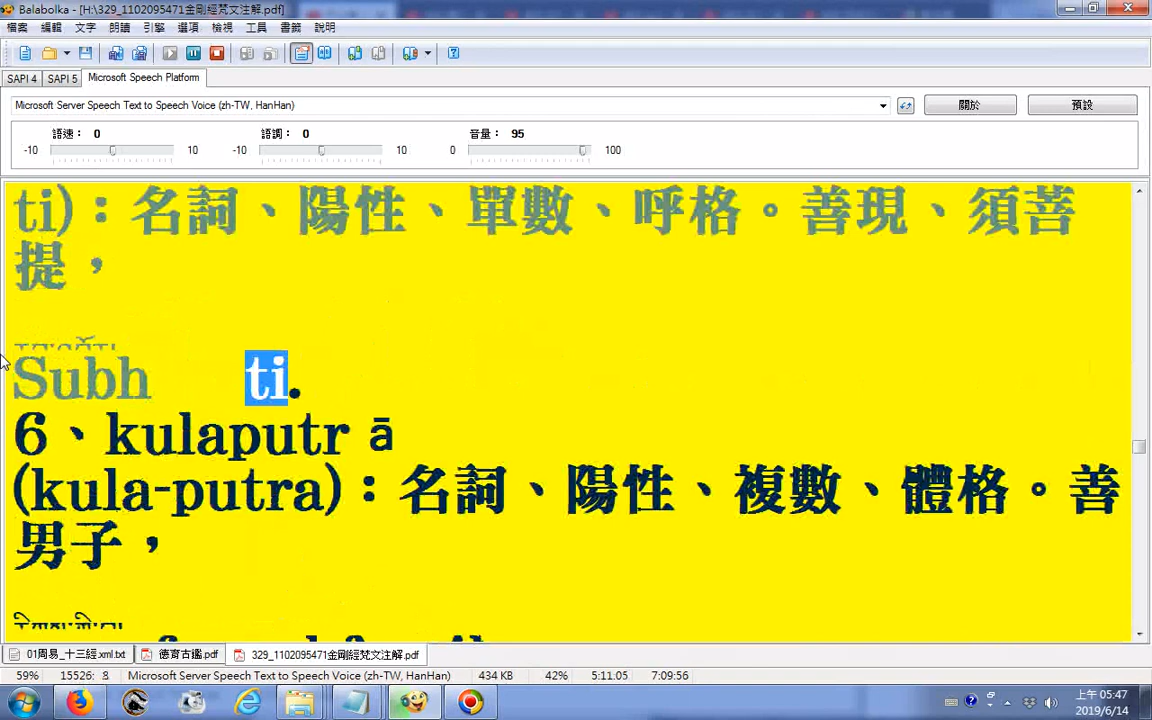 Balabolka - [H:\329_1102095471金剛經梵文注解.pdf]
檔案 編輯 文字 朗讀 引擎 選項 檢視 工具 書籤 說明
SAPI 4 SAPI 5 Microsoft Speech Platform
Microsoft Server Speech Text to Speech Voice (zh-TW, HanHan) 關於 預設
語速： 0 語調： 0 音量： 95
-10 10 -10 10 0 100
ti)：名詞、陽性、單數、呼格。善現、須菩
提，
Subh ti.
6、kulaputr ā
(kula-putra)：名詞、陽性、複數、體格。善
男子，
01周易_十三經.xml.txt 德育古鑑.pdf 329_1102095471金剛經梵文注解.pdf
59% 15526: 8 Microsoft Server Speech Text to Speech Voice (zh-TW, HanHan) 434 KB 42% 5:11:05 7:09:56
上午 05:47
2019/6/14